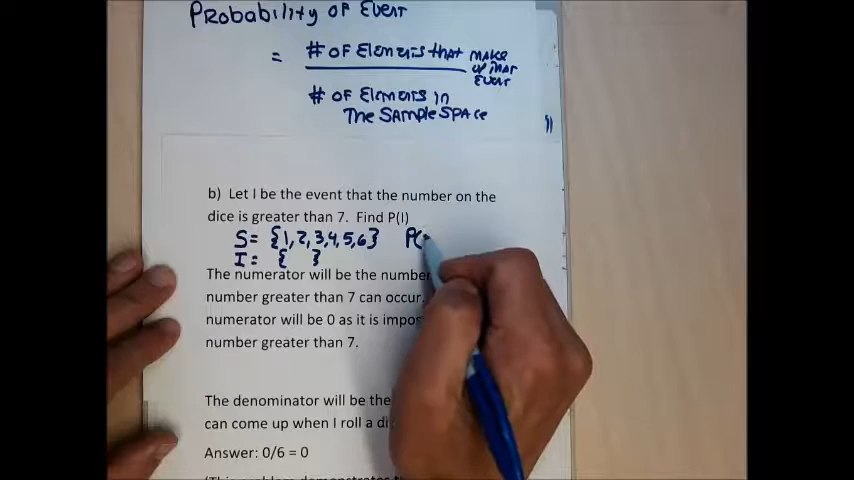 Probability of Event
= # of Elements that make up that Event
# of Elements in
The Sample Space
b) Let I be the event that the number on the
dice is greater than 7. Find P(I)
S= {1,2,3,4,5,6} P(
I= { }
The numerator will be the number
number greater than 7 can occur.
numerator will be 0 as it is
number greater than 7.
The denominator will be the
can come up when I roll a
Answer: 0/6 = 0
(This problem demonstrates